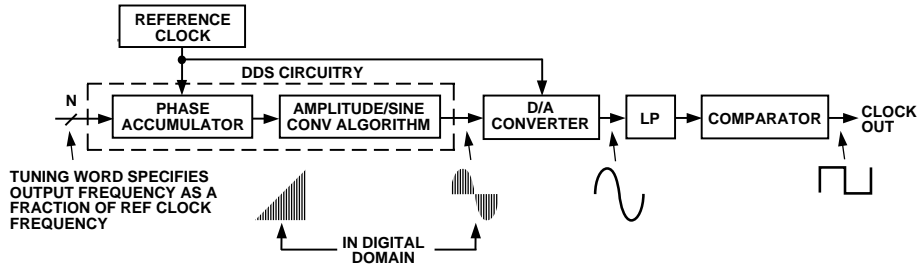 REFERENCE
CLOCK
DDS CIRCUITRY
N
PHASE
ACCUMULATOR
AMPLITUDE/SINE
CONV ALGORITHM
D/A
CONVERTER
LP
COMPARATOR
CLOCK
OUT
TUNING WORD SPECIFIES
OUTPUT FREQUENCY AS A
FRACTION OF REF CLOCK
FREQUENCY
IN DIGITAL
DOMAIN